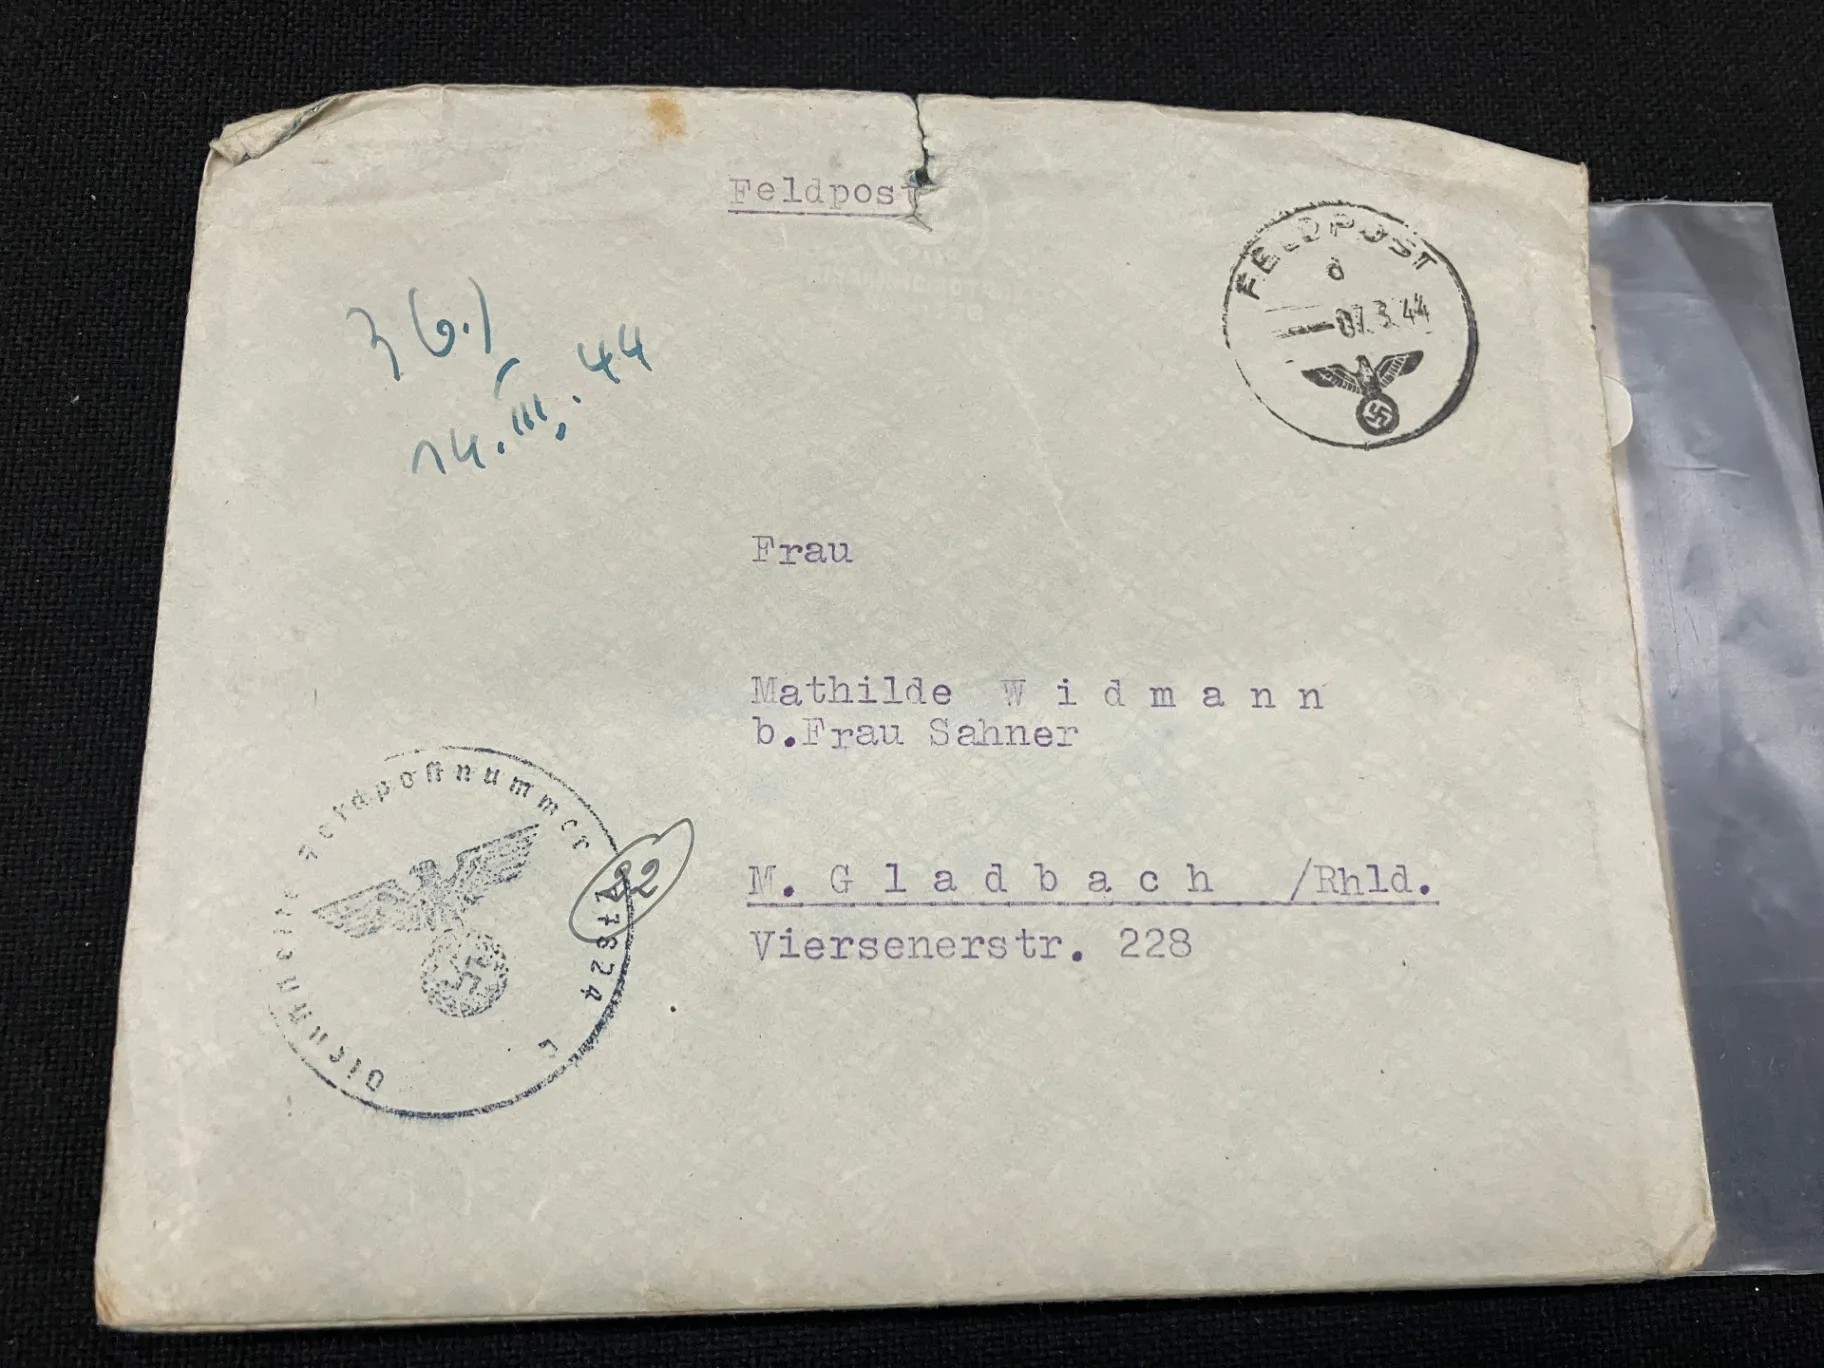 Feldpost
FELDPOST
d
-07.3.44
3(6.)
14.III.44
Frau
Mathilde Widmann
b.Frau Sahner
M. Gladbach /Rhld.
Viersenerstr. 228
Dienststelle Feldpostnummer
22